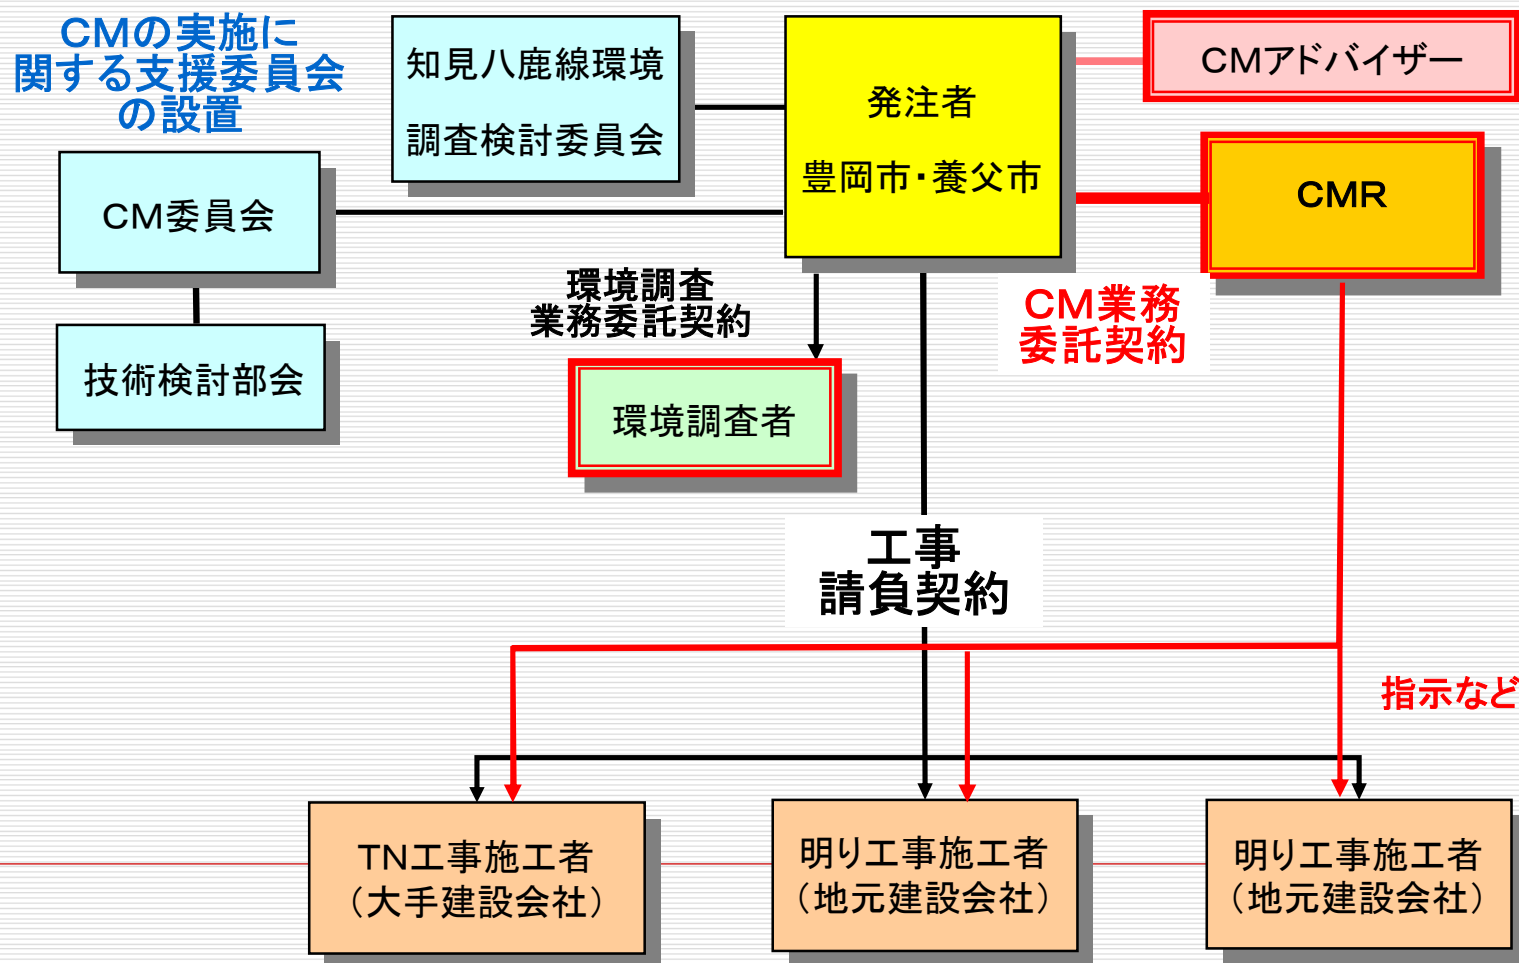 CMの実施に
関する支援委員会
の設置
知見八鹿線環境
調査検討委員会
発注者
豊岡市・養父市
CMアドバイザー
CMR
CM委員会
技術検討部会
環境調査
業務委託契約
CM業務
委託契約
環境調査者
工事
請負契約
指示など
TN工事施工者
(大手建設会社)
明り工事施工者
(地元建設会社)
明り工事施工者
(地元建設会社)